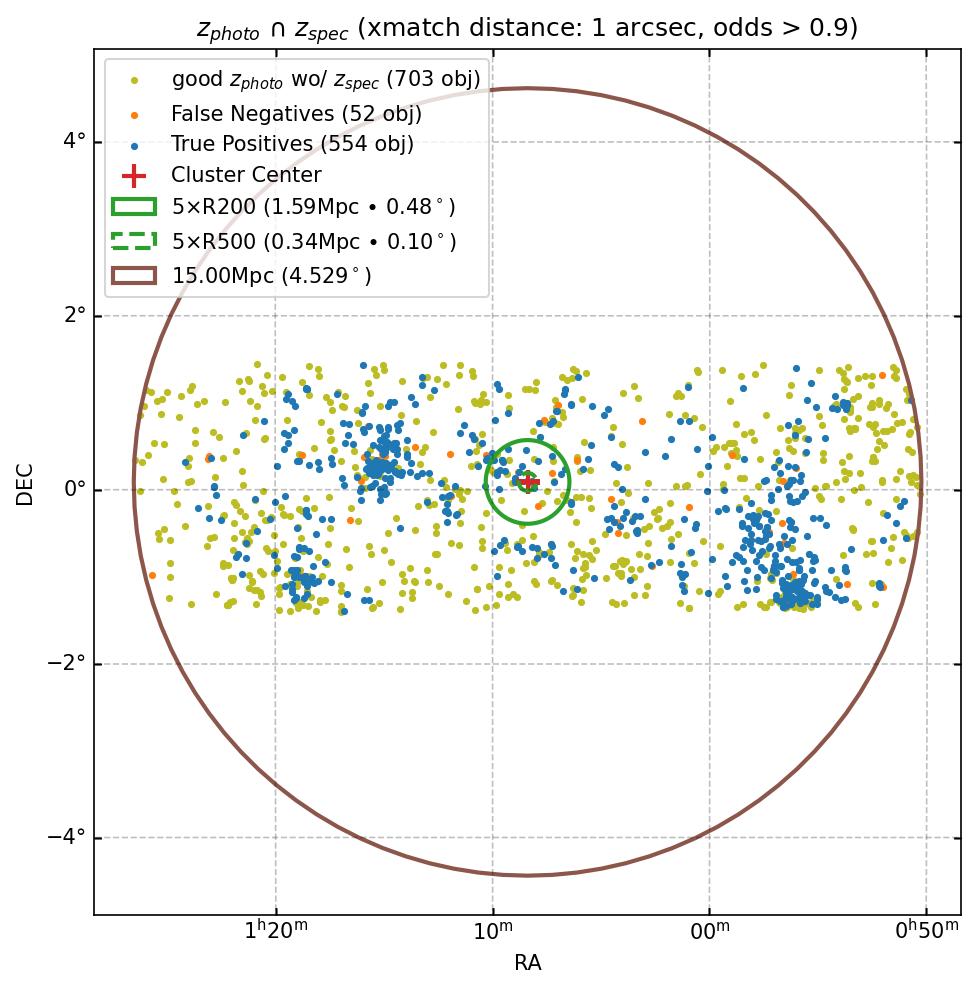 z_photo ∩ z_spec (xmatch distance: 1 arcsec, odds > 0.9)
good z_photo wo/ z_spec (703 obj)
False Negatives (52 obj)
True Positives (554 obj)
Cluster Center
5×R200 (1.59Mpc • 0.48°)
5×R500 (0.34Mpc • 0.10°)
15.00Mpc (4.529°)
4°
2°
0°
−2°
−4°
DEC
1ʰ20ᵐ
10ᵐ
00ᵐ
0ʰ50ᵐ
RA